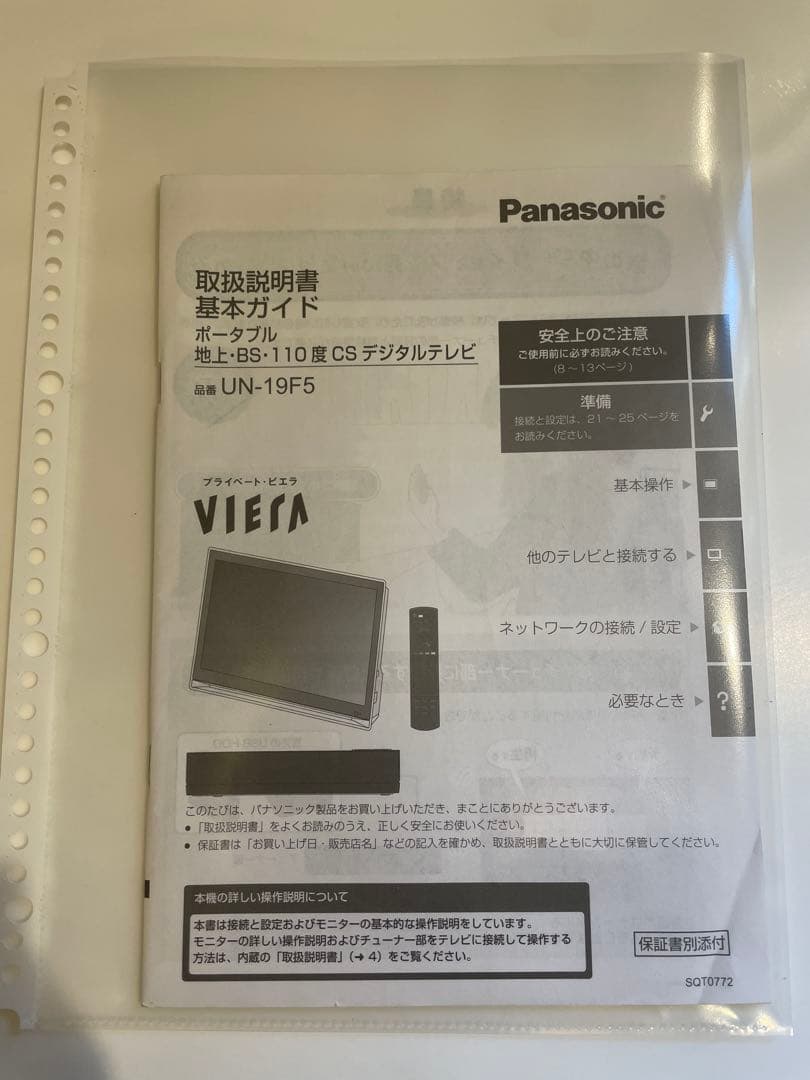 Panasonic
取扱説明書
基本ガイド
ポータブル
地上・BS・110度CSデジタルテレビ
品番 UN-19F5
安全上のご注意
ご使用前に必ずお読みください。
(8～13ページ)
準備
接続と設定は、21～25ページを
お読みください。
プライベート・ビエラ
VIERA
基本操作
他のテレビと接続する
ネットワークの接続/設定
必要なとき
?
このたびは、パナソニック製品をお買い上げいただき、まことにありがとうございます。
●「取扱説明書」をよくお読みのうえ、正しく安全にお使いください。
● 保証書は「お買い上げ日・販売店名」などの記入を確かめ、取扱説明書とともに大切に保管してください。
本機の詳しい操作説明について
本書は接続と設定およびモニターの基本的な操作説明をしています。
モニターの詳しい操作説明およびチューナー部をテレビに接続して操作する
方法は、内蔵の「取扱説明書」(➔4)をご覧ください。
保証書別添付
SQT0772